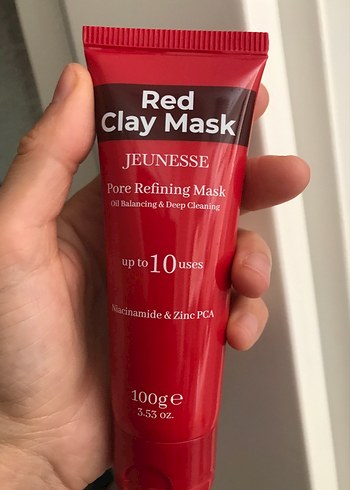 Red
Clay Mask
JEUNESSE
Pore Refining Mask
Oil Balancing & Deep Cleaning
up to 10 uses
Niacinamide & Zinc PCA
100g e
3.53 oz.